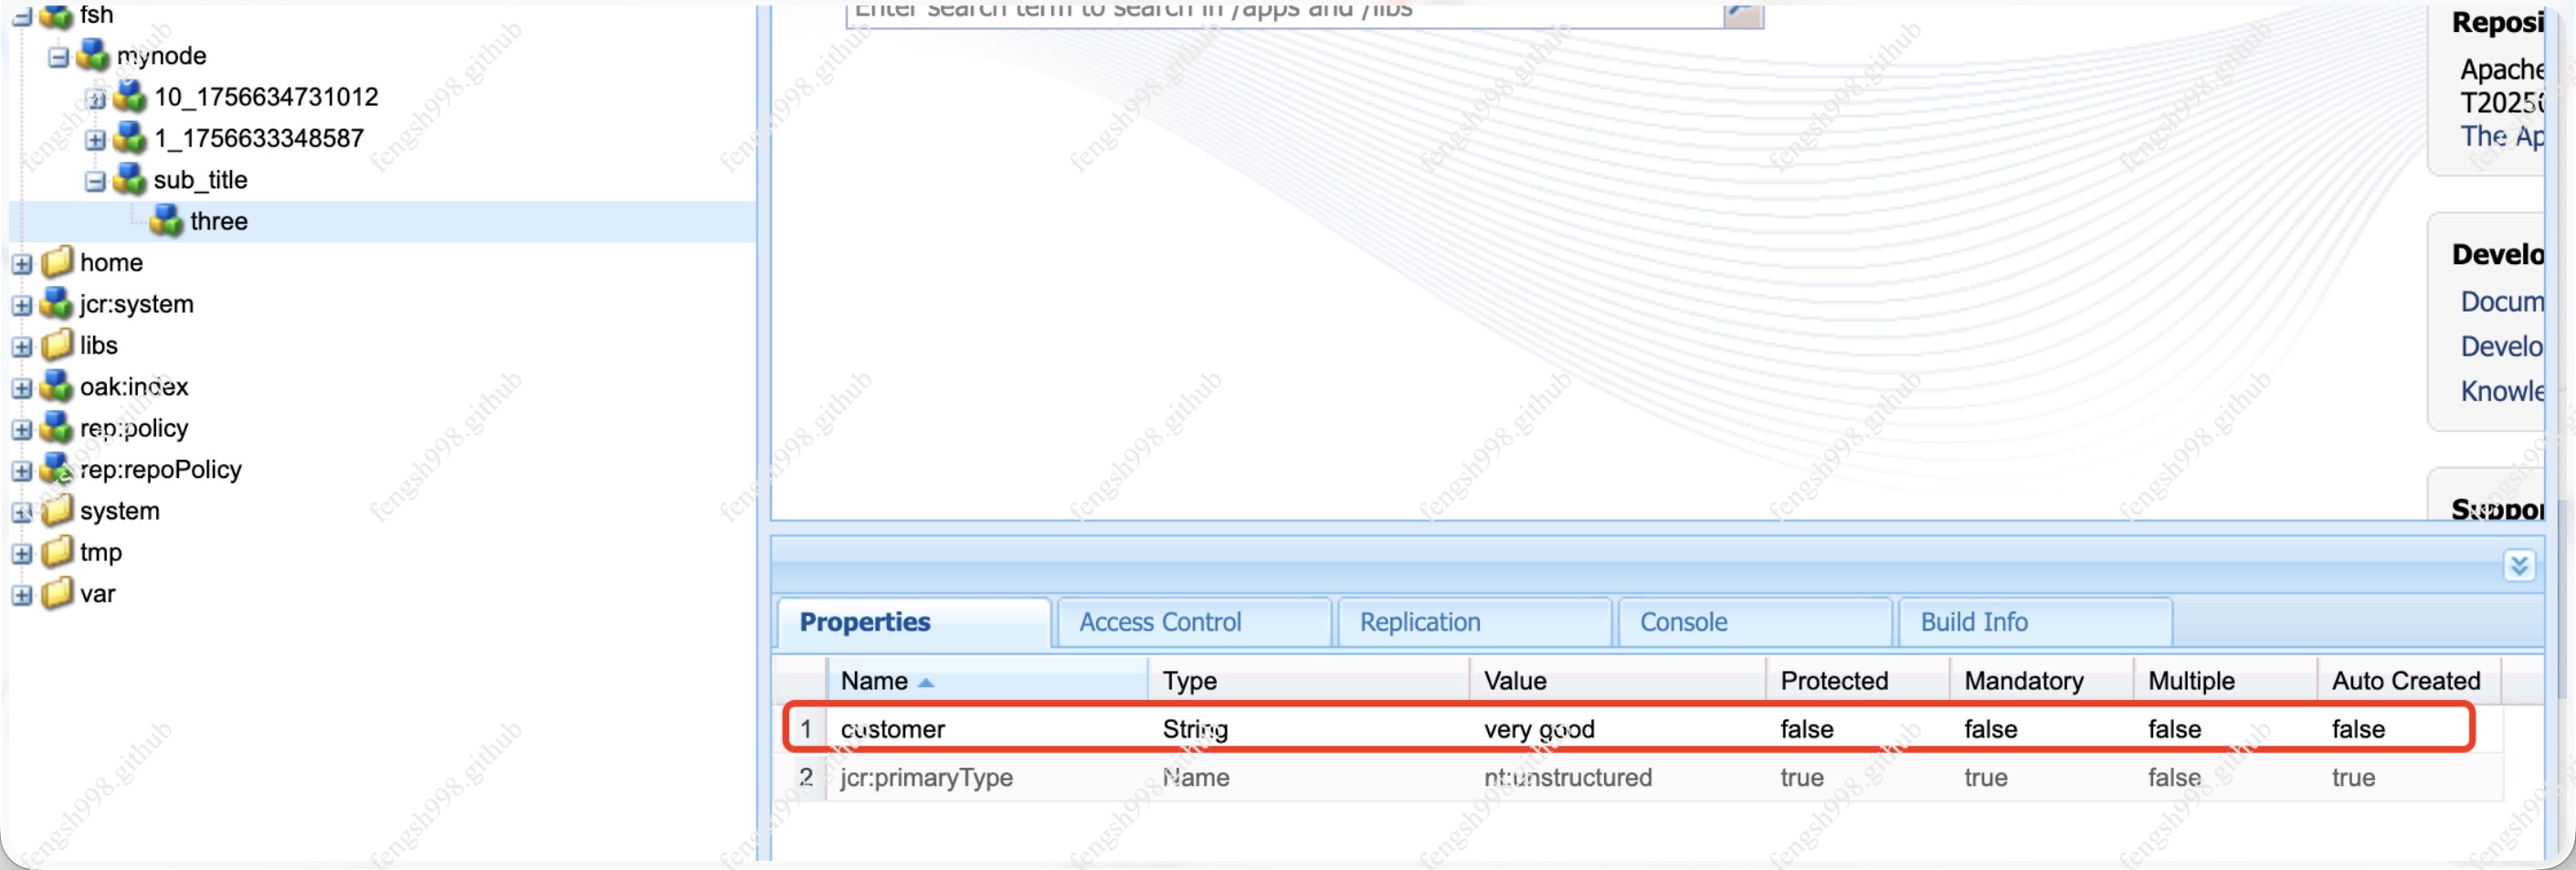 fsh
mynode
10_1756634731012
1_1756633348587
sub_title
three
home
jcr:system
libs
oak:index
rep:policy
rep:repoPolicy
system
tmp
var
Enter search term to search in /apps and /libs
Reposi
Apache
T2025
The Ap
Develo
Docum
Develo
Knowle
Suppor
Properties Access Control Replication Console Build Info
Name Type Value Protected Mandatory Multiple Auto Created
1 customer String very good false false false false
2 jcr:primaryType Name nt:unstructured true true false true
fengsh998.github